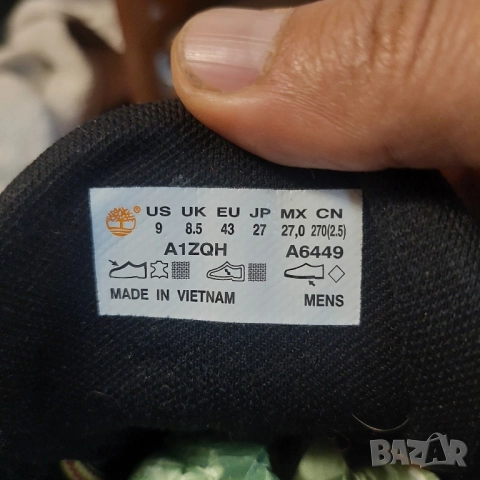 ® US UK EU JP MX CN
9 8.5 43 27 27,0 270(2.5)
A1ZQH A6449
MADE IN VIETNAM MENS
BAZAR